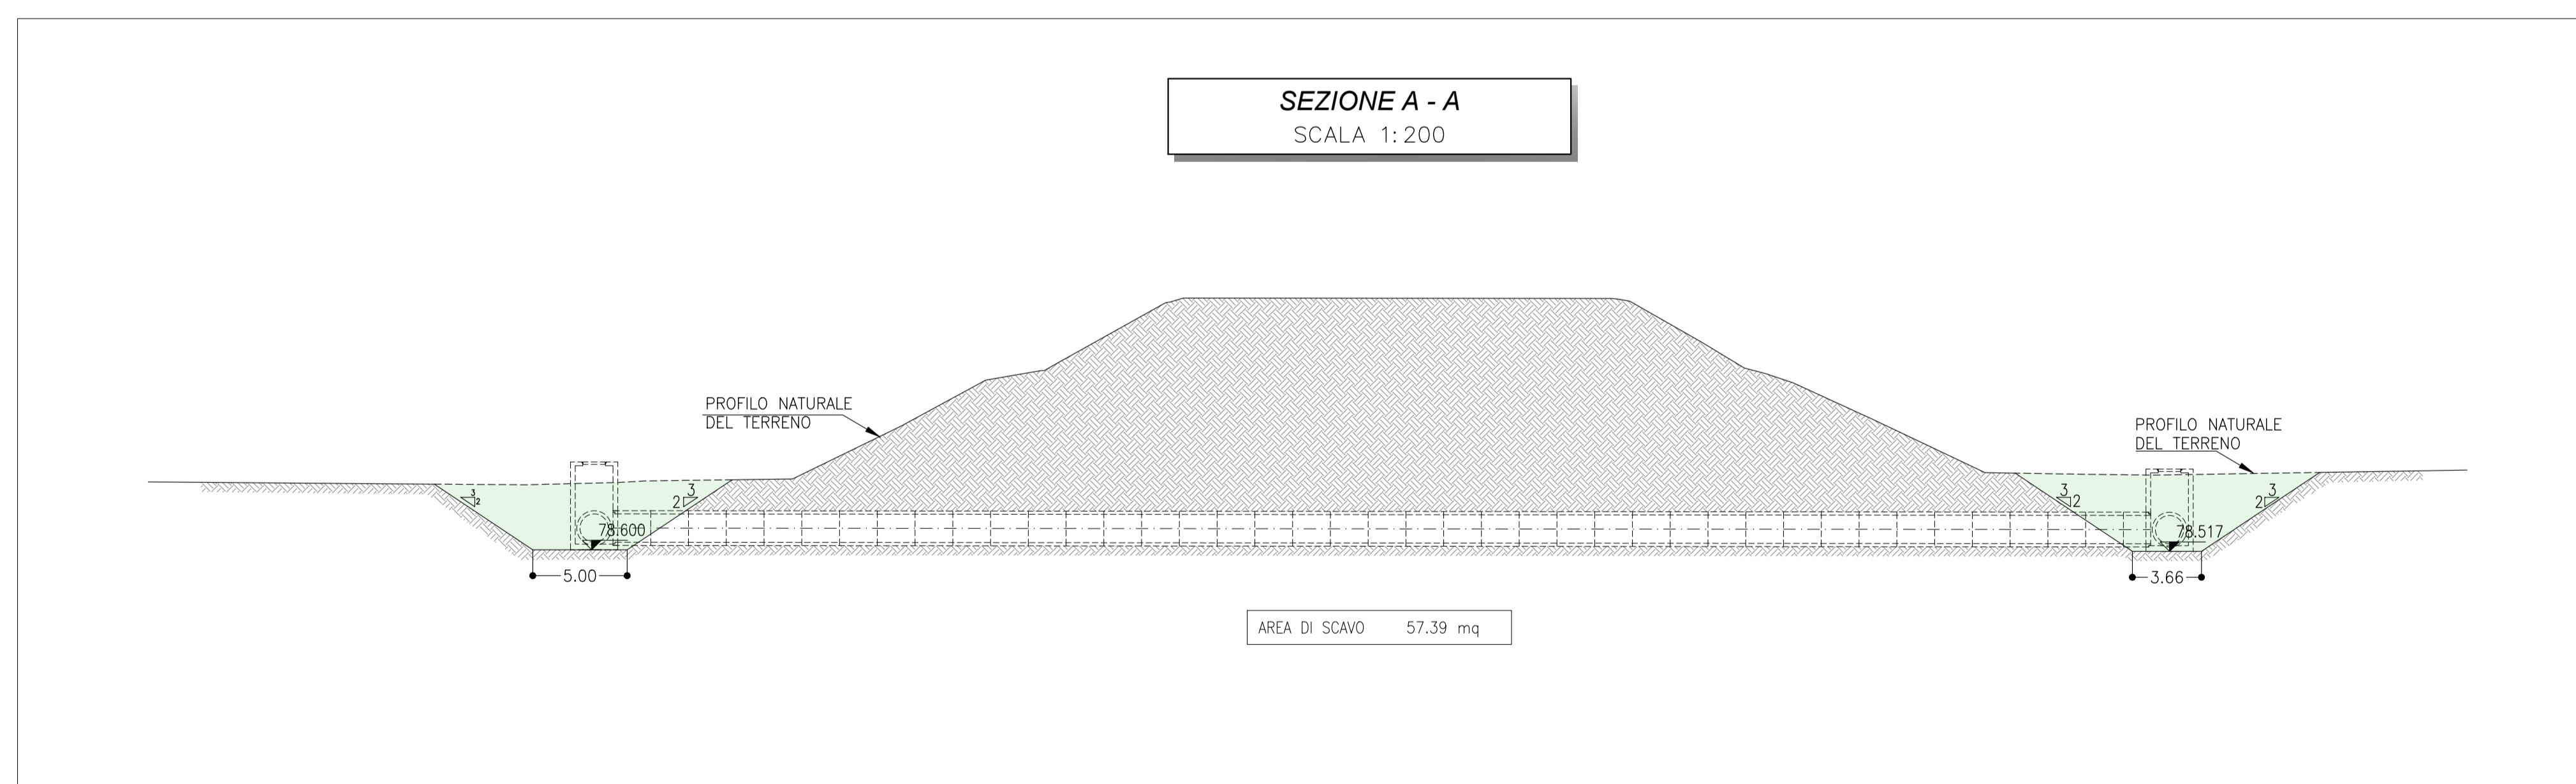 SEZIONE A - A
SCALA 1:200
PROFILO NATURALE
DEL TERRENO
PROFILO NATURALE
DEL TERRENO
3
2
3
2
3
2
3
2
78.600
78.517
5.00
3.66
AREA DI SCAVO 57.39 mq